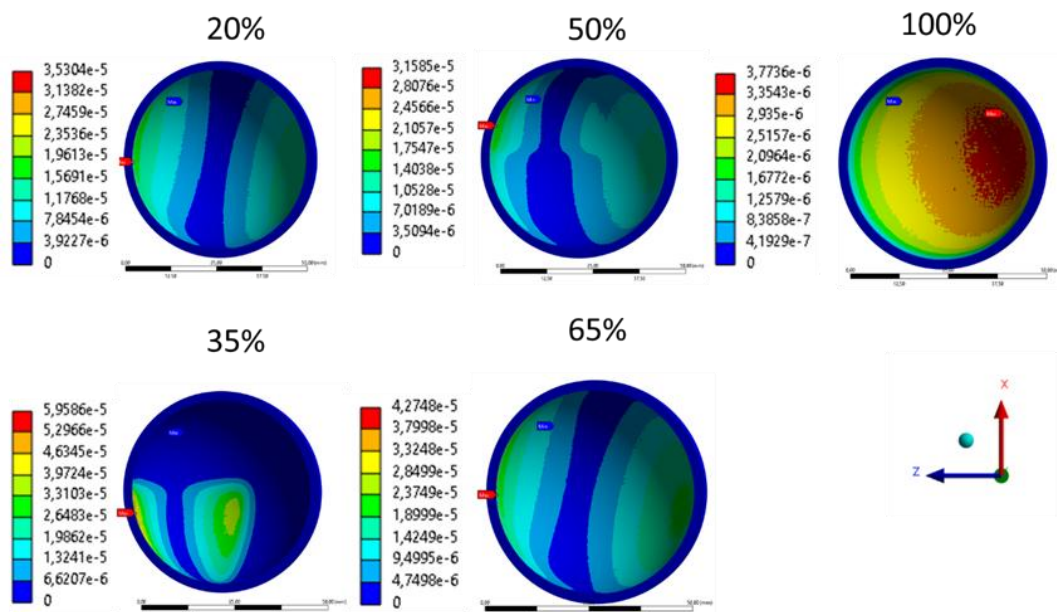 20%
50%
100%
3,5304e-5
3,1382e-5
2,7459e-5
2,3536e-5
1,9613e-5
1,5691e-5
1,1768e-5
7,8454e-6
3,9227e-6
0
3,1585e-5
2,8076e-5
2,4566e-5
2,1057e-5
1,7547e-5
1,4038e-5
1,0528e-5
7,0189e-6
3,5094e-6
0
3,7736e-6
3,3543e-6
2,935e-6
2,5157e-6
2,0964e-6
1,6772e-6
1,2579e-6
8,3858e-7
4,1929e-7
0
35%
65%
5,9586e-5
5,2966e-5
4,6345e-5
3,9724e-5
3,3103e-5
2,6483e-5
1,9862e-5
1,3241e-5
6,6207e-6
0
4,2748e-5
3,7998e-5
3,3248e-5
2,8499e-5
2,3749e-5
1,8999e-5
1,4249e-5
9,4995e-6
4,7498e-6
0
X
Z